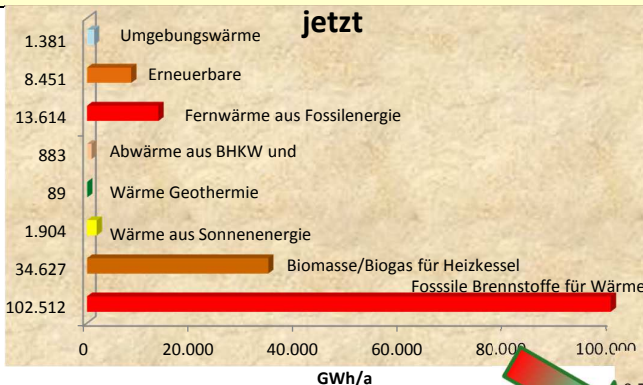 jetzt
1.381 Umgebungswärme
8.451 Erneuerbare
13.614 Fernwärme aus Fossilenergie
883 Abwärme aus BHKW und
89 Wärme Geothermie
1.904 Wärme aus Sonnenenergie
34.627 Biomasse/Biogas für Heizkessel
102.512 Fosssile Brennstoffe für Wärme
0 20.000 40.000 60.000 80.000 100.000
GWh/a